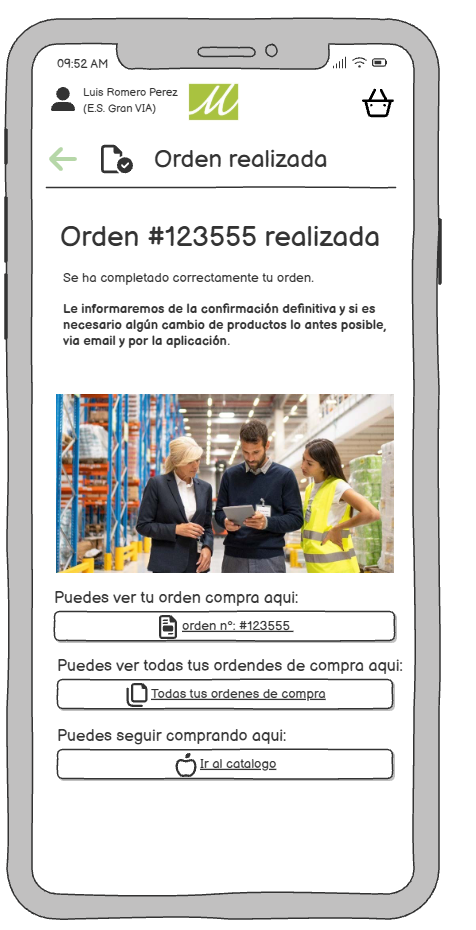 09:52 AM
Luis Romero Perez
(E.S. Gran VIA)
M
Orden realizada
Orden #123555 realizada
Se ha completado correctamente tu orden.
Le informaremos de la confirmación definitiva y si es
necesario algún cambio de productos lo antes posible,
via email y por la aplicación.
Puedes ver tu orden compra aqui:
orden nº: #123555
Puedes ver todas tus ordendes de compra aqui:
Todas tus ordenes de compra
Puedes seguir comprando aqui:
Ir al catalogo